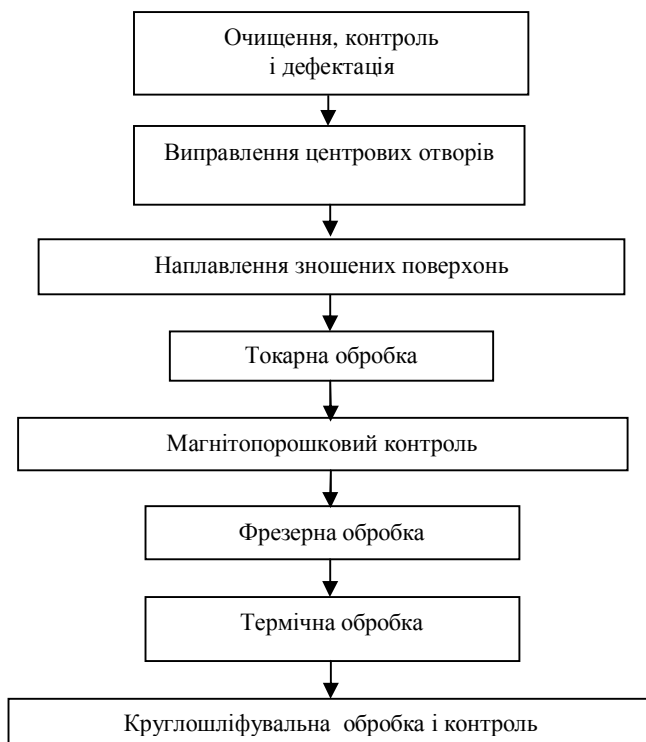 Очищення, контроль
і дефектація
Виправлення центрових отворів
Наплавлення зношених поверхонь
Токарна обробка
Магнітопорошковий контроль
Фрезерна обробка
Термічна обробка
Круглошліфувальна обробка і контроль